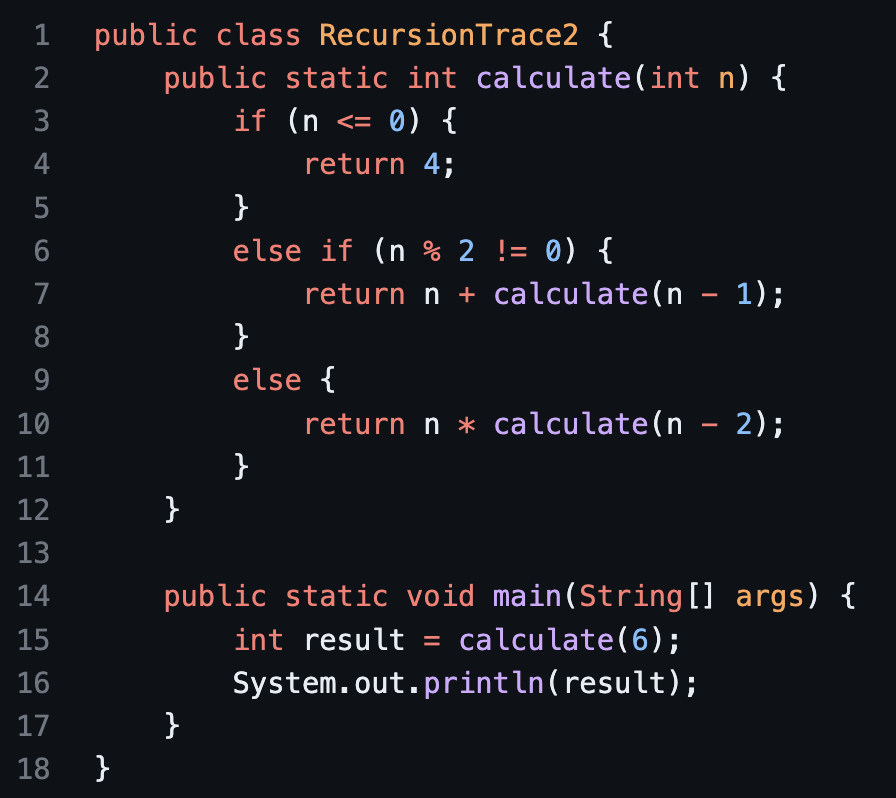 1 public class RecursionTrace2 {
2     public static int calculate(int n) {
3         if (n <= 0) {
4             return 4;
5         }
6         else if (n % 2 != 0) {
7             return n + calculate(n - 1);
8         }
9         else {
10             return n * calculate(n - 2);
11         }
12     }
13
14     public static void main(String[] args) {
15         int result = calculate(6);
16         System.out.println(result);
17     }
18 }